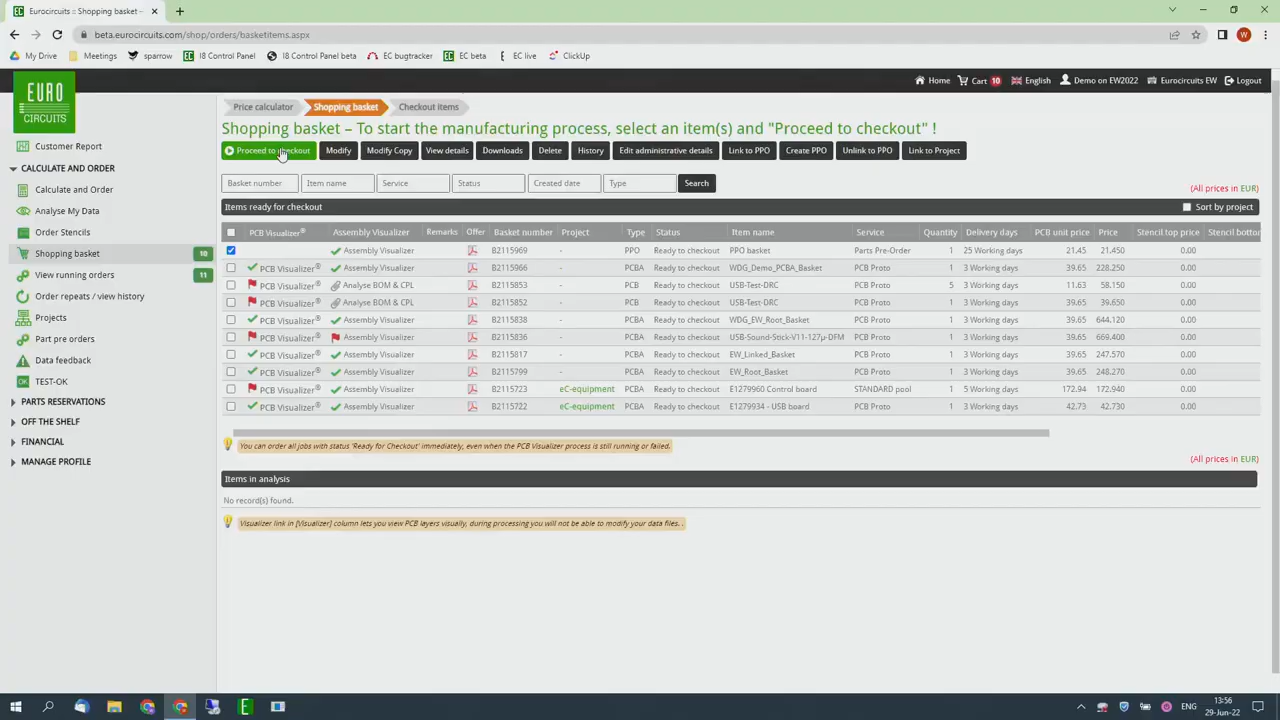 Eurocircuits :: Shopping basket –
beta.eurocircuits.com/shop/orders/basketitems.aspx
W
My Drive Meetings sparrow I8 Control Panel I8 Control Panel beta EC bugtracker EC beta EC live ClickUp
Home Cart 10 English Demo on EW2022 Eurocircuits EW Logout
EURO
CIRCUITS
Customer Report
CALCULATE AND ORDER
Calculate and Order
Analyse My Data
Order Stencils
Shopping basket 10
View running orders 11
Order repeats / view history
Projects
Part pre orders
Data feedback
OK TEST-OK
PARTS RESERVATIONS
OFF THE SHELF
FINANCIAL
MANAGE PROFILE
Price calculator Shopping basket Checkout items
Shopping basket – To start the manufacturing process, select an item(s) and "Proceed to checkout" !
Proceed to checkout Modify Modify Copy View details Downloads Delete History Edit administrative details Link to PPO Create PPO Unlink to PPO Link to Project
Basket number Item name Service Status Created date Type Search
(All prices in EUR)
Items ready for checkout Sort by project
PCB Visualizer® Assembly Visualizer Remarks Offer Basket number Project Type Status Item name Service Quantity Delivery days PCB unit price Price Stencil top price Stencil bottom
Assembly Visualizer B2115969 - PPO Ready to checkout PPO basket Parts Pre-Order 1 25 Working days 21.45 21.450 0.00
PCB Visualizer® Assembly Visualizer B2115966 - PCBA Ready to checkout WDG_Demo_PCBA_Basket PCB Proto 1 3 Working days 39.65 228.250 0.00
PCB Visualizer® Analyse BOM & CPL B2115853 - PCB Ready to checkout USB-Test-DRC PCB Proto 5 3 Working days 11.63 58.150 0.00
PCB Visualizer® Analyse BOM & CPL B2115852 - PCB Ready to checkout USB-Test-DRC PCB Proto 1 3 Working days 39.65 39.650 0.00
PCB Visualizer® Assembly Visualizer B2115838 - PCBA Ready to checkout WDG_EW_Root_Basket PCB Proto 1 3 Working days 39.65 644.120 0.00
PCB Visualizer® Assembly Visualizer B2115836 - PCBA Ready to checkout USB-Sound-Stick-V11-127µ-DFM PCB Proto 1 3 Working days 39.65 669.400 0.00
PCB Visualizer® Assembly Visualizer B2115817 - PCBA Ready to checkout EW_Linked_Basket PCB Proto 1 3 Working days 39.65 247.570 0.00
PCB Visualizer® Assembly Visualizer B2115799 - PCBA Ready to checkout EW_Root_Basket PCB Proto 1 3 Working days 39.65 248.270 0.00
PCB Visualizer® Assembly Visualizer B2115723 eC-equipment PCBA Ready to checkout E1279960 Control board STANDARD pool 1 5 Working days 172.94 172.940 0.00
PCB Visualizer® Assembly Visualizer B2115722 eC-equipment PCBA Ready to checkout E1279934 - USB board PCB Proto 1 3 Working days 42.73 42.730 0.00
You can order all jobs with status 'Ready for Checkout' immediately, even when the PCB Visualizer process is still running or failed.
(All prices in EUR)
Items in analysis
No record(s) found.
Visualizer link in [Visualizer] column lets you view PCB layers visually, during processing you will not be able to modify your data files. .
ENG
13:56
29-Jun-22